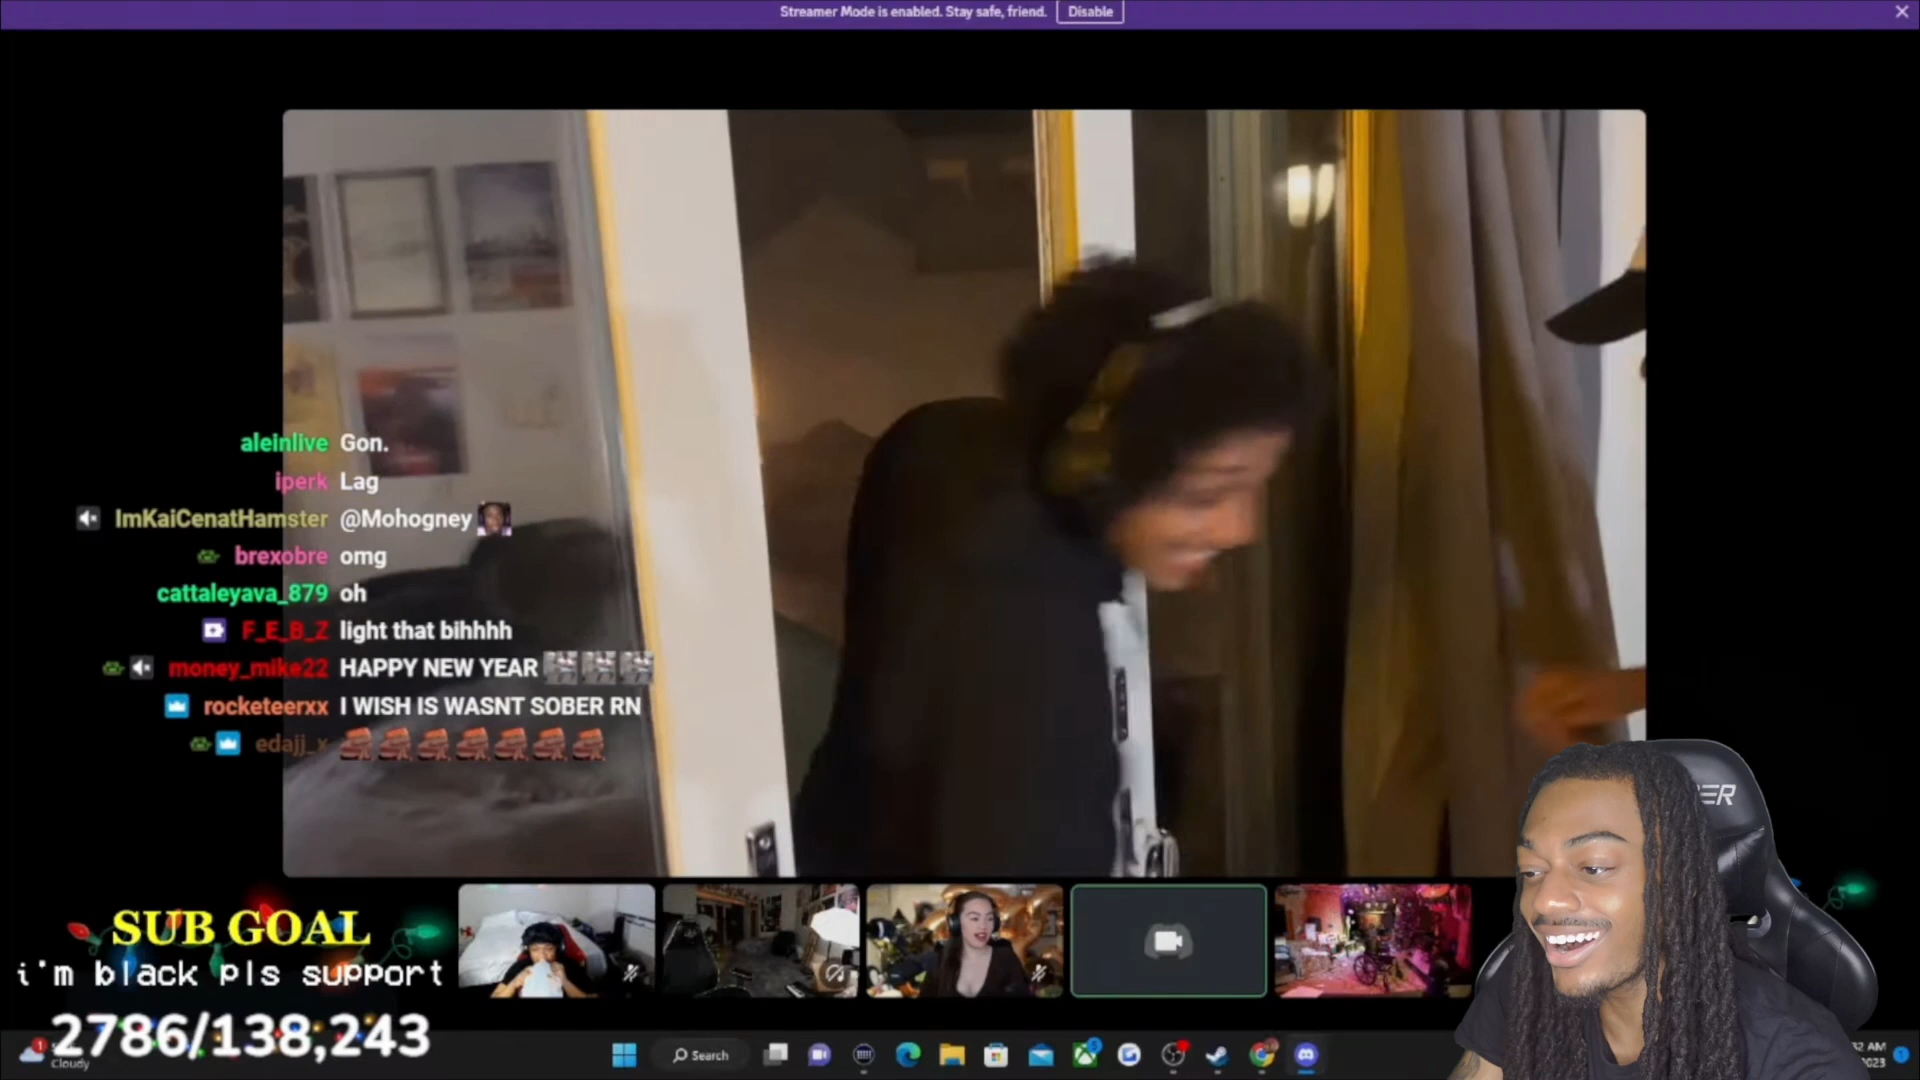 Streamer Mode is enabled. Stay safe, friend. Disable
aleinlive Gon.
iperk Lag
ImKaiCenatHamster @Mohogney
brexobre omg
cattaleyava_879 oh
F_E_B_Z light that bihhhh
money_mike22 HAPPY NEW YEAR
rocketeerxx I WISH IS WASNT SOBER RN
edajj_x
SUB GOAL
i'm black pls support
2786/138,243
Cloudy
Search